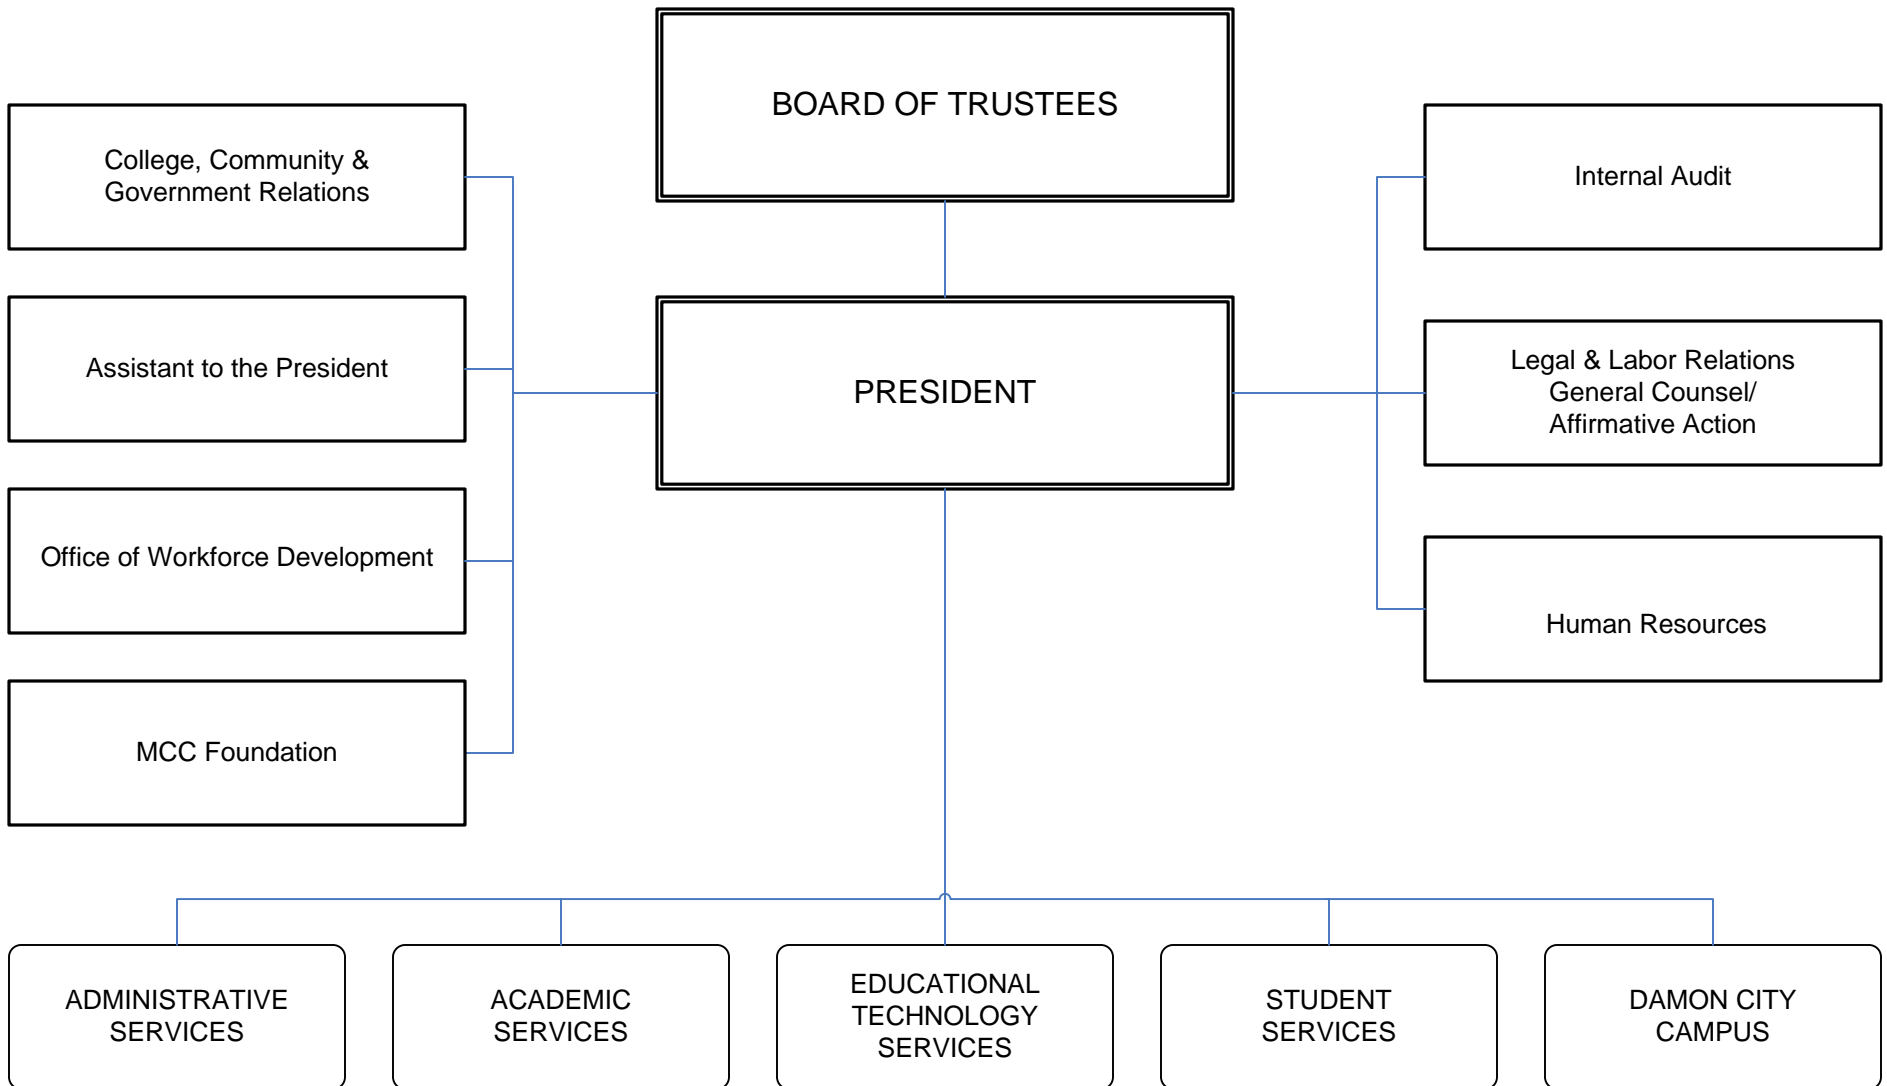 BOARD OF TRUSTEES
College, Community &
Government Relations
Internal Audit
Assistant to the President
PRESIDENT
Legal & Labor Relations
General Counsel/
Affirmative Action
Office of Workforce Development
Human Resources
MCC Foundation
ADMINISTRATIVE
SERVICES
ACADEMIC
SERVICES
EDUCATIONAL
TECHNOLOGY
SERVICES
STUDENT
SERVICES
DAMON CITY
CAMPUS